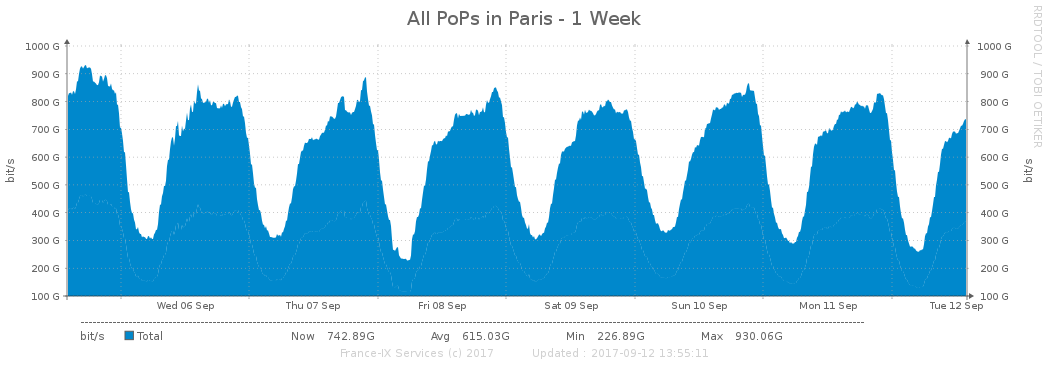 All PoPs in Paris - 1 Week
RRDTOOL / TOBI OETIKER
bit/s
bit/s
1000 G 1000 G
900 G 900 G
800 G 800 G
700 G 700 G
600 G 600 G
500 G 500 G
400 G 400 G
300 G 300 G
200 G 200 G
100 G 100 G
Wed 06 Sep Thu 07 Sep Fri 08 Sep Sat 09 Sep Sun 10 Sep Mon 11 Sep Tue 12 Sep
bit/s Total Now 742.89G Avg 615.03G Min 226.89G Max 930.06G
France-IX Services (c) 2017 Updated : 2017-09-12 13:55:11